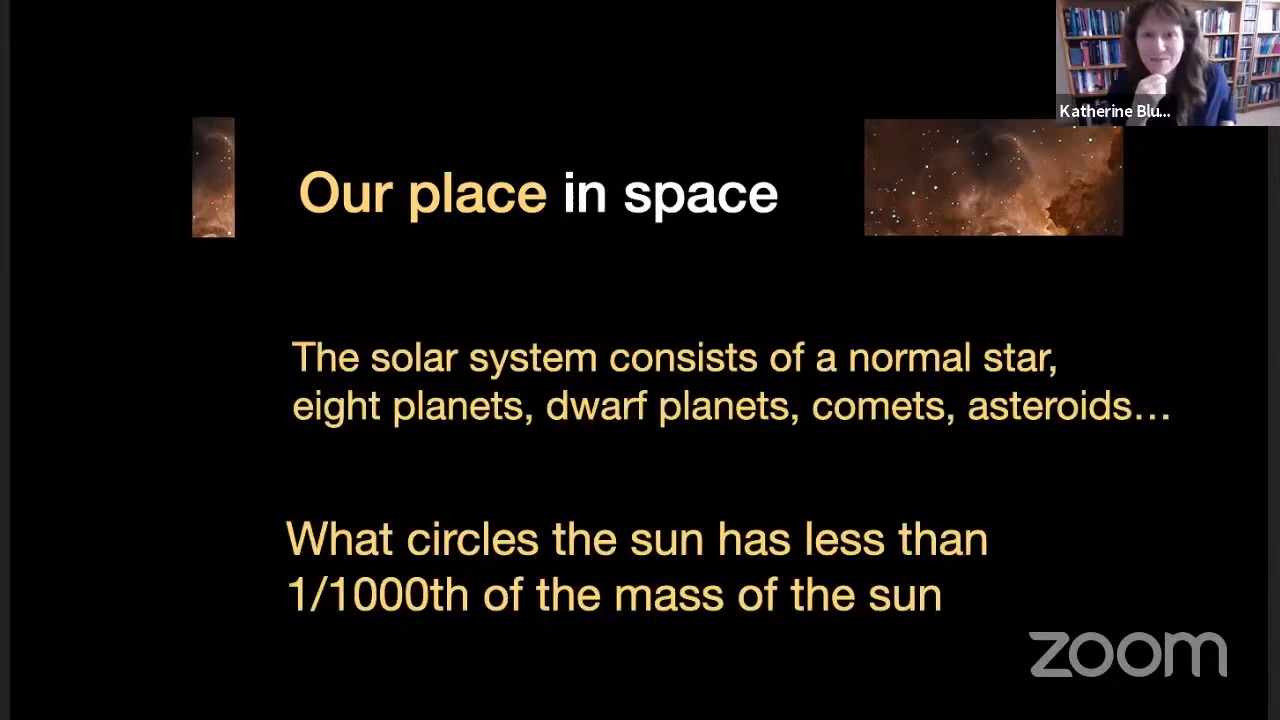 Katherine Blu...
Our place in space
The solar system consists of a normal star,
eight planets, dwarf planets, comets, asteroids…
What circles the sun has less than
1/1000th of the mass of the sun
zoom